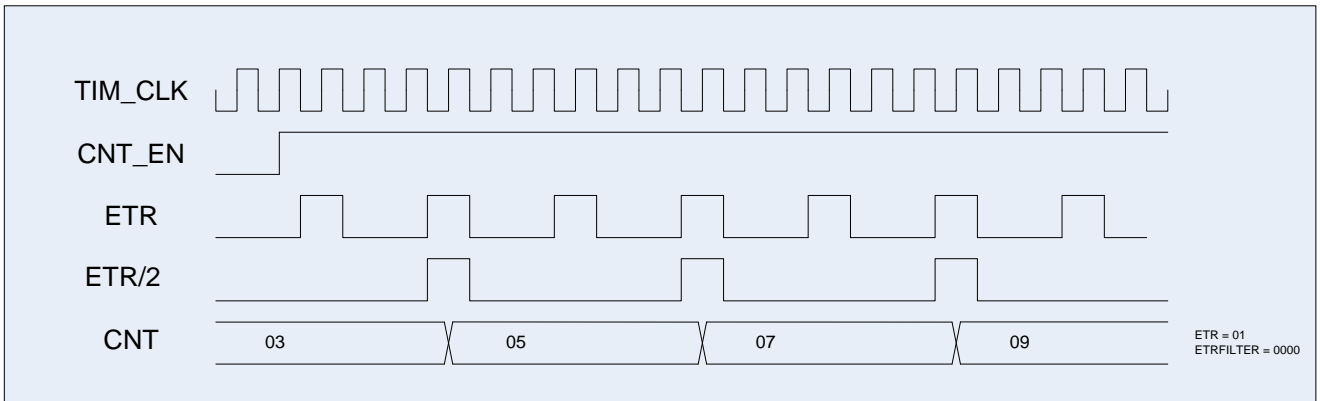 TIM_CLK
CNT_EN
ETR
ETR/2
CNT
03 05 07 09
ETR = 01
ETRFILTER = 0000